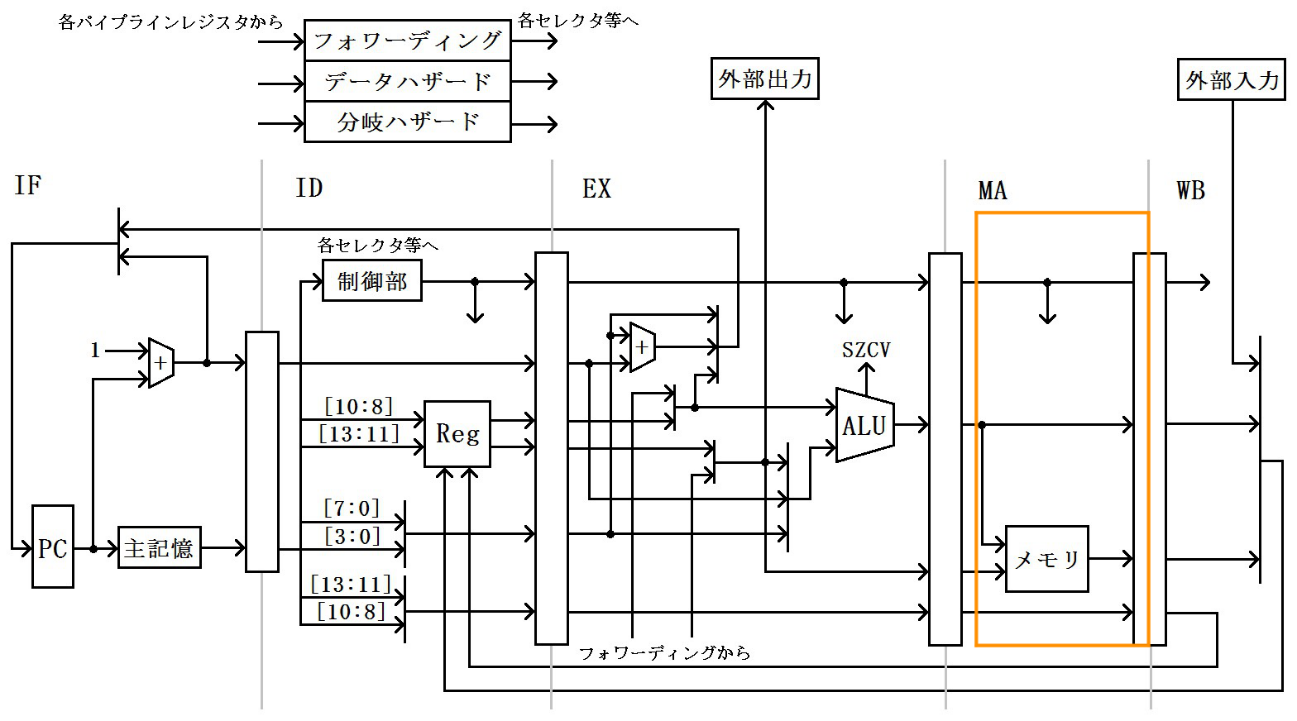 各パイプラインレジスタから
各セレクタ等へ
フォワーディング
データハザード
分岐ハザード
外部出力
外部入力
IF
ID
EX
MA
WB
各セレクタ等へ
制御部
1
+
+
SZCV
ALU
[10:8]
[13:11]
Reg
[7:0]
[3:0]
PC
主記憶
メモリ
[13:11]
[10:8]
フォワーディングから